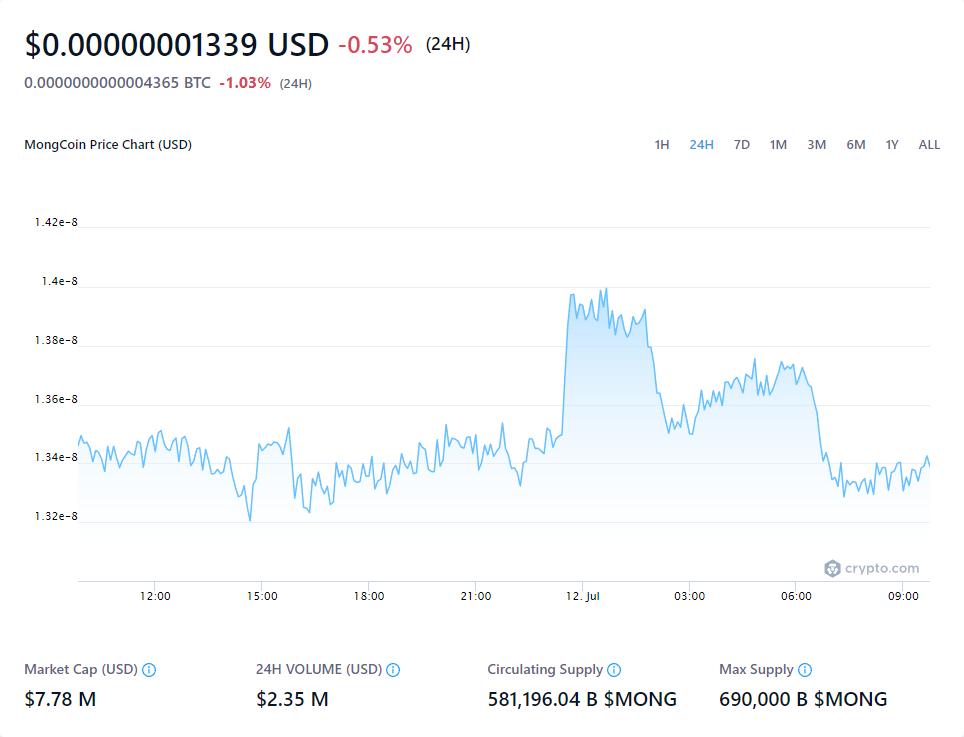 $0.00000001339 USD -0.53% (24H)
0.0000000000004365 BTC -1.03% (24H)
MongCoin Price Chart (USD) 1H 24H 7D 1M 3M 6M 1Y ALL
1.42e-8
1.4e-8
1.38e-8
1.36e-8
1.34e-8
1.32e-8
crypto.com
12:00 15:00 18:00 21:00 12. Jul 03:00 06:00 09:00
Market Cap (USD) 24H VOLUME (USD) Circulating Supply Max Supply
$7.78 M $2.35 M 581,196.04 B $MONG 690,000 B $MONG